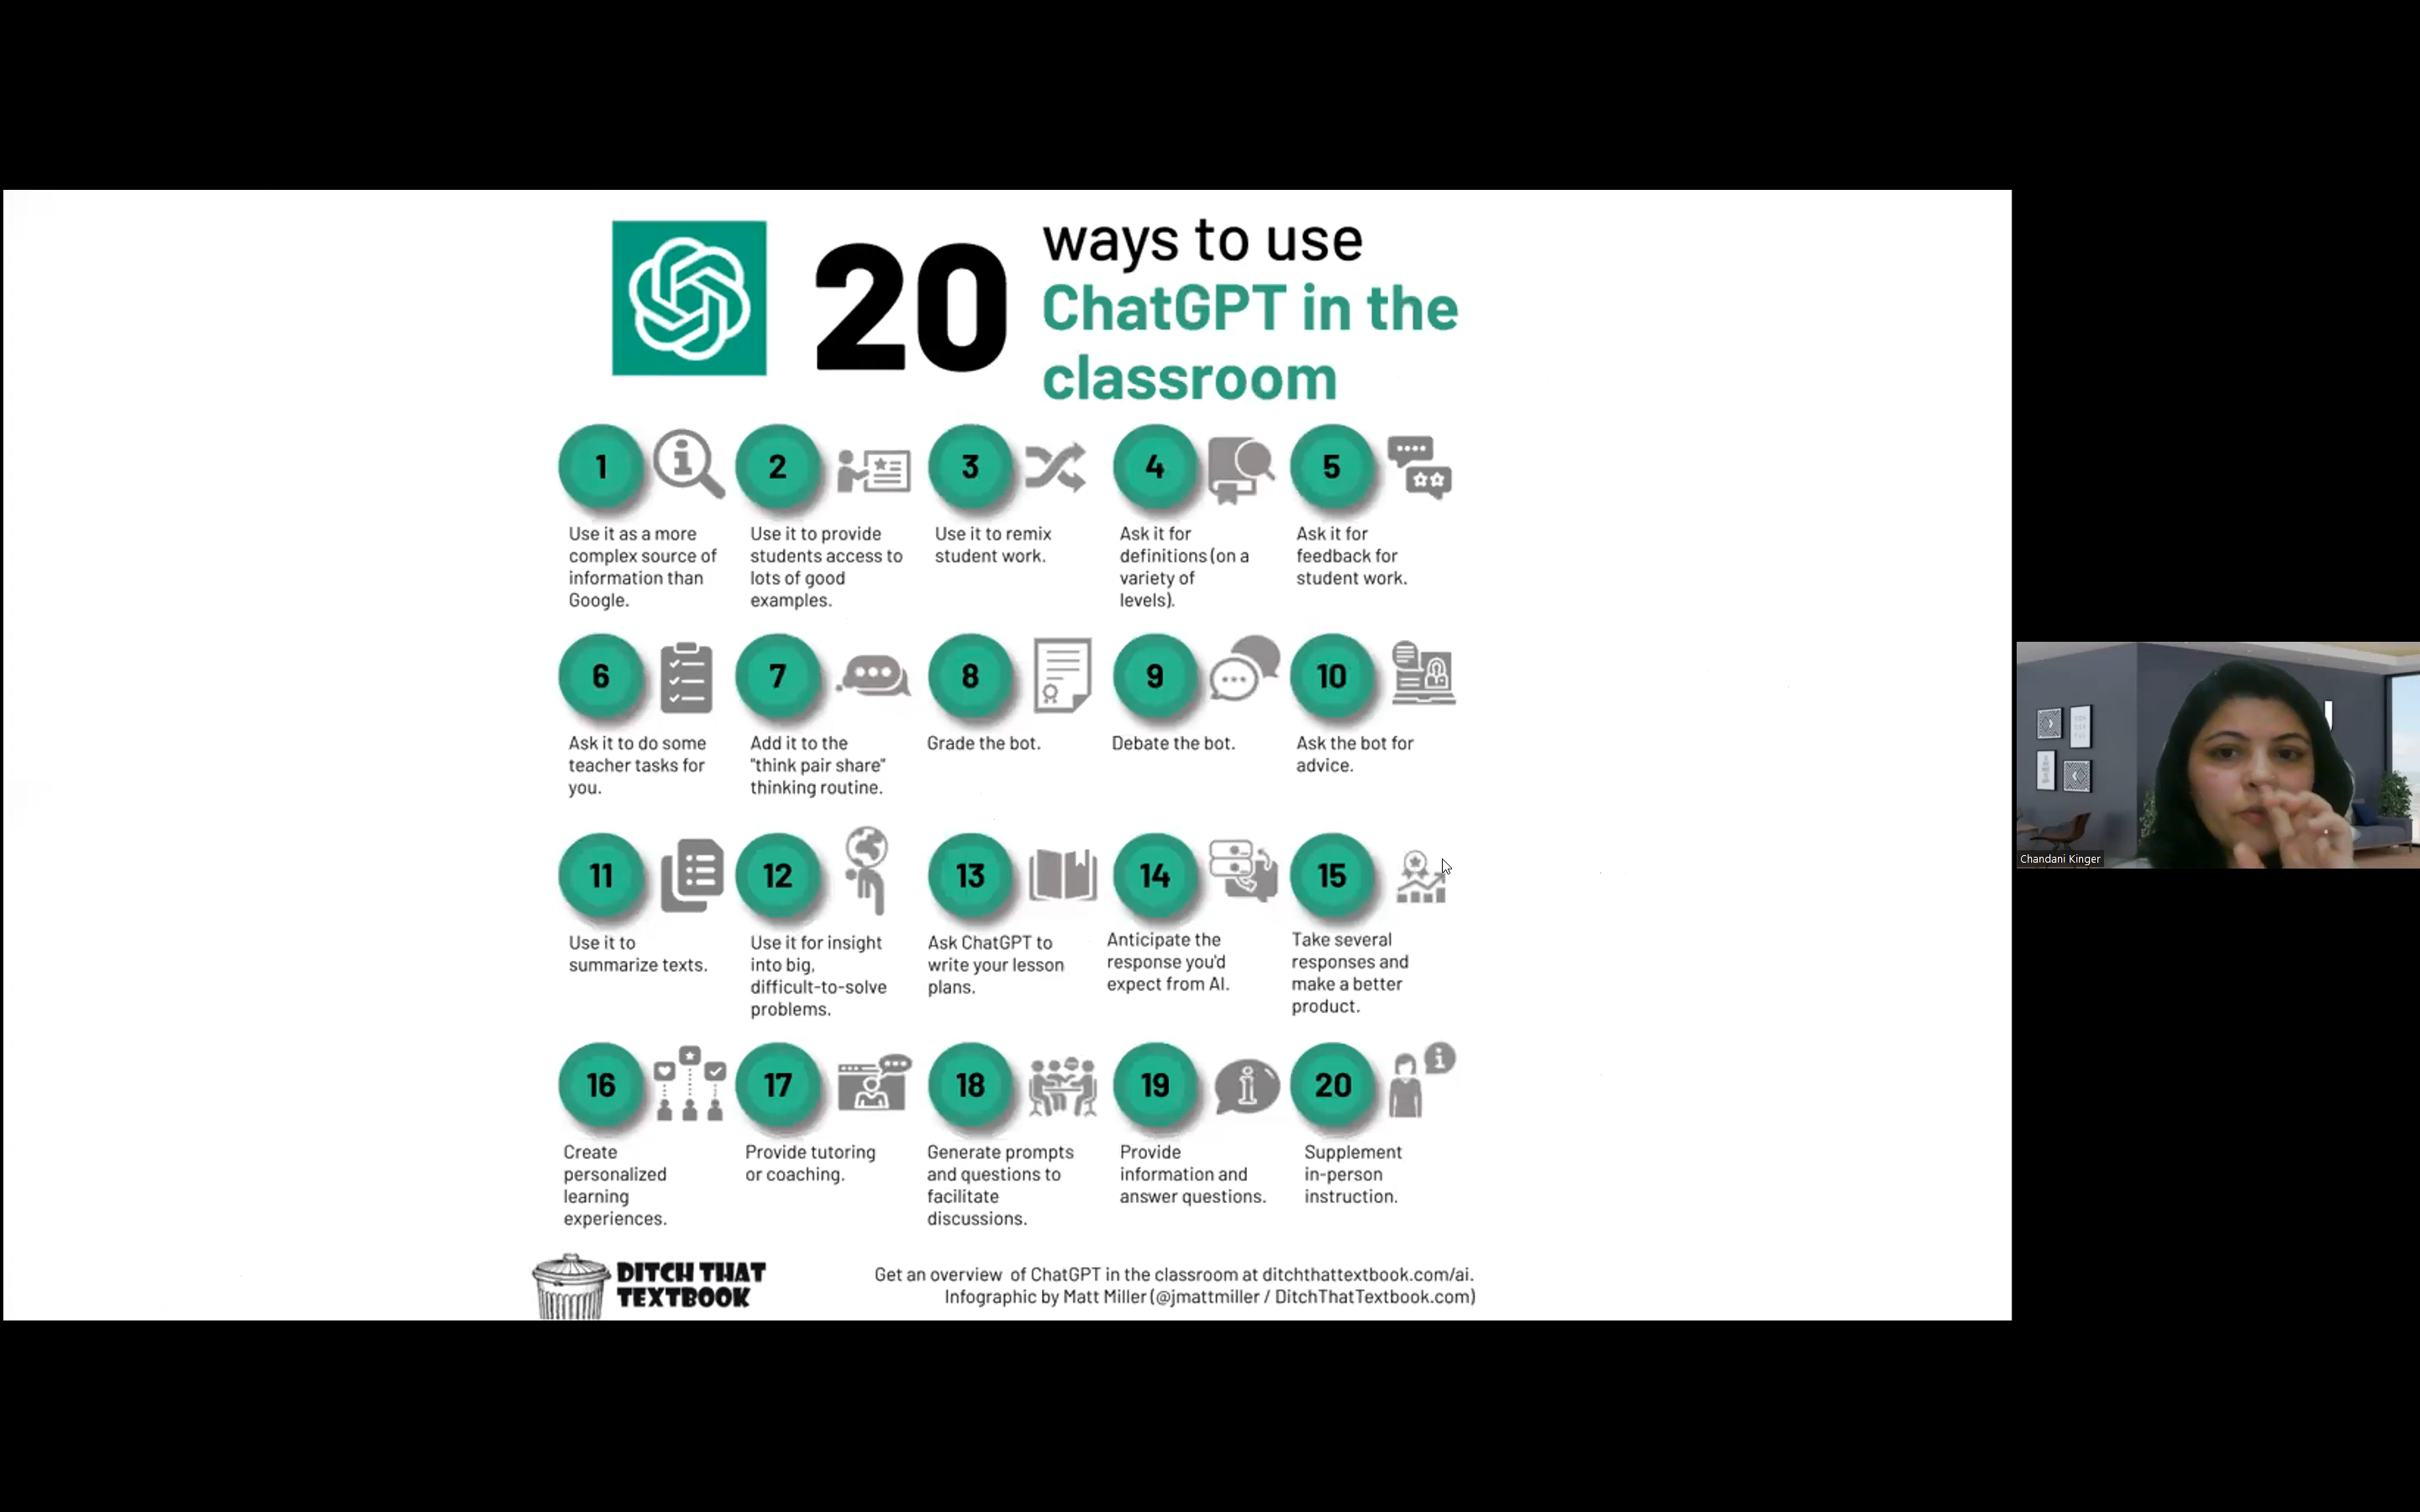 20
ways to use
ChatGPT in the
classroom
1
Use it as a more
complex source of
information than
Google.
2
Use it to provide
students access to
lots of good
examples.
3
Use it to remix
student work.
4
Ask it for
definitions (on a
variety of
levels).
5
Ask it for
feedback for
student work.
6
Ask it to do some
teacher tasks for
you.
7
Add it to the
"think pair share"
thinking routine.
8
Grade the bot.
9
Debate the bot.
10
Ask the bot for
advice.
11
Use it to
summarize texts.
12
Use it for insight
into big,
difficult-to-solve
problems.
13
Ask ChatGPT to
write your lesson
plans.
14
Anticipate the
response you'd
expect from AI.
15
Take several
responses and
make a better
product.
16
Create
personalized
learning
experiences.
17
Provide tutoring
or coaching.
18
Generate prompts
and questions to
facilitate
discussions.
19
Provide
information and
answer questions.
20
Supplement
in-person
instruction.
DITCH THAT
TEXTBOOK
Get an overview of ChatGPT in the classroom at ditchthattextbook.com/ai.
Infographic by Matt Miller (@jmattmiller / DitchThatTextbook.com)
Chandani Kinger